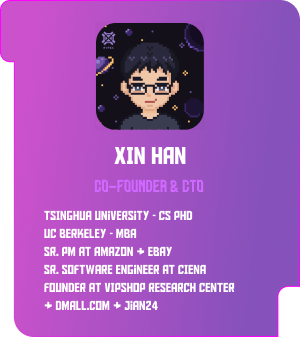 XIN HAN
CO-FOUNDER & CTO
TSINGHUA UNIVERSITY - CS PHD
UC BERKELEY - MBA
SR. PM AT AMAZON + EBAY
SR. SOFTWARE ENGINEER AT CIENA
FOUNDER AT VIPSHOP RESEARCH CENTER
+ DMALL.COM + JIAN24